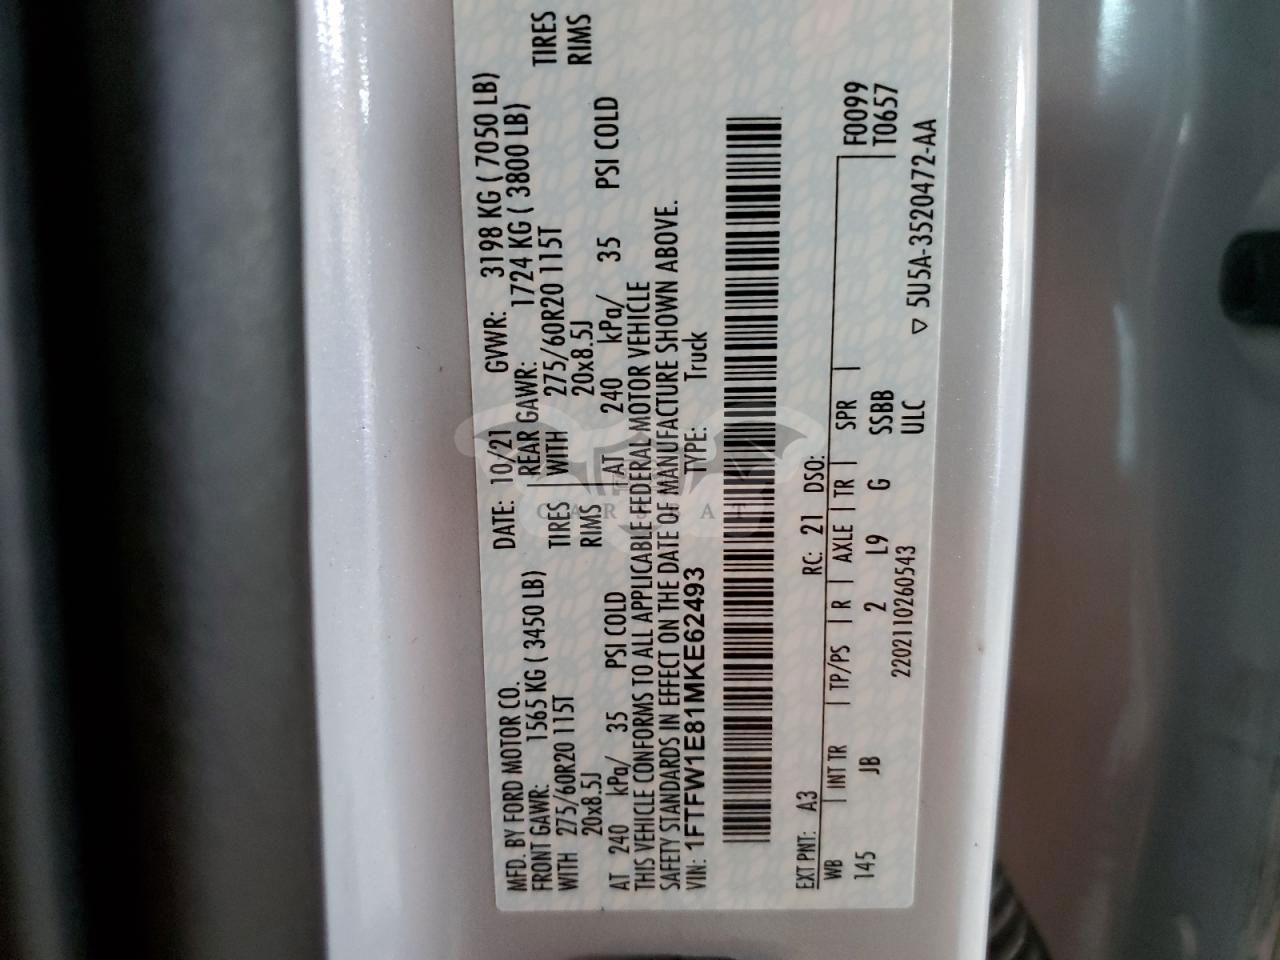 MFD. BY FORD MOTOR CO. DATE: 10/21 GVWR: 3198 KG ( 7050 LB)
FRONT GAWR: 1565 KG ( 3450 LB) REAR GAWR: 1724 KG ( 3800 LB)
WITH 275/60R20 115T TIRES WITH 275/60R20 115T TIRES
20x8.5J RIMS 20x8.5J RIMS
AT 240 kPa/ 35 PSI COLD AT 240 kPa/ 35 PSI COLD
THIS VEHICLE CONFORMS TO ALL APPLICABLE FEDERAL MOTOR VEHICLE
SAFETY STANDARDS IN EFFECT ON THE DATE OF MANUFACTURE SHOWN ABOVE.
VIN: 1FTFW1E81MKE62493 TYPE: Truck
EXT PNT: A3 RC: 21 DSO: F0099
WB INT TR TP/PS R AXLE TR SPR T0657
145 JB 2 L9 G SSBB
2202110260543 ULC
▽ 5U5A-3520472-AA
CARSBAT